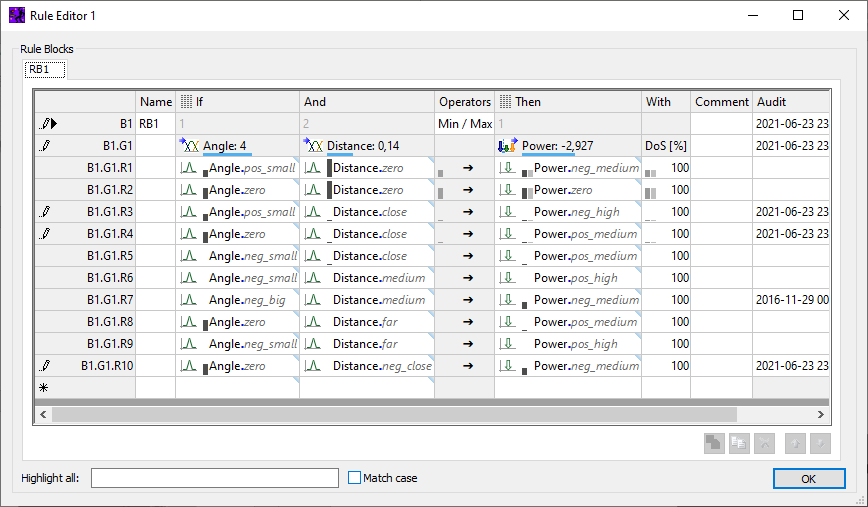 Rule Editor 1
Rule Blocks
RB1
Name If And Operators Then With Comment Audit
B1 RB1 1 2 Min / Max 1 2021-06-23 23
B1.G1 Angle: 4 Distance: 0,14 Power: -2,927 DoS [%] 2021-06-23 23
B1.G1.R1 Angle.pos_small Distance.zero ➔ Power.neg_medium 100
B1.G1.R2 Angle.zero Distance.zero ➔ Power.zero 100
B1.G1.R3 Angle.pos_small Distance.close ➔ Power.neg_high 100 2021-06-23 23
B1.G1.R4 Angle.zero Distance.close ➔ Power.pos_medium 100 2021-06-23 23
B1.G1.R5 Angle.neg_small Distance.close ➔ Power.pos_medium 100
B1.G1.R6 Angle.neg_small Distance.medium ➔ Power.pos_high 100
B1.G1.R7 Angle.neg_big Distance.medium ➔ Power.neg_medium 100 2016-11-29 00
B1.G1.R8 Angle.zero Distance.far ➔ Power.pos_medium 100
B1.G1.R9 Angle.neg_small Distance.far ➔ Power.pos_high 100
B1.G1.R10 Angle.zero Distance.neg_close ➔ Power.neg_medium 100 2021-06-23 23
Highlight all: Match case OK